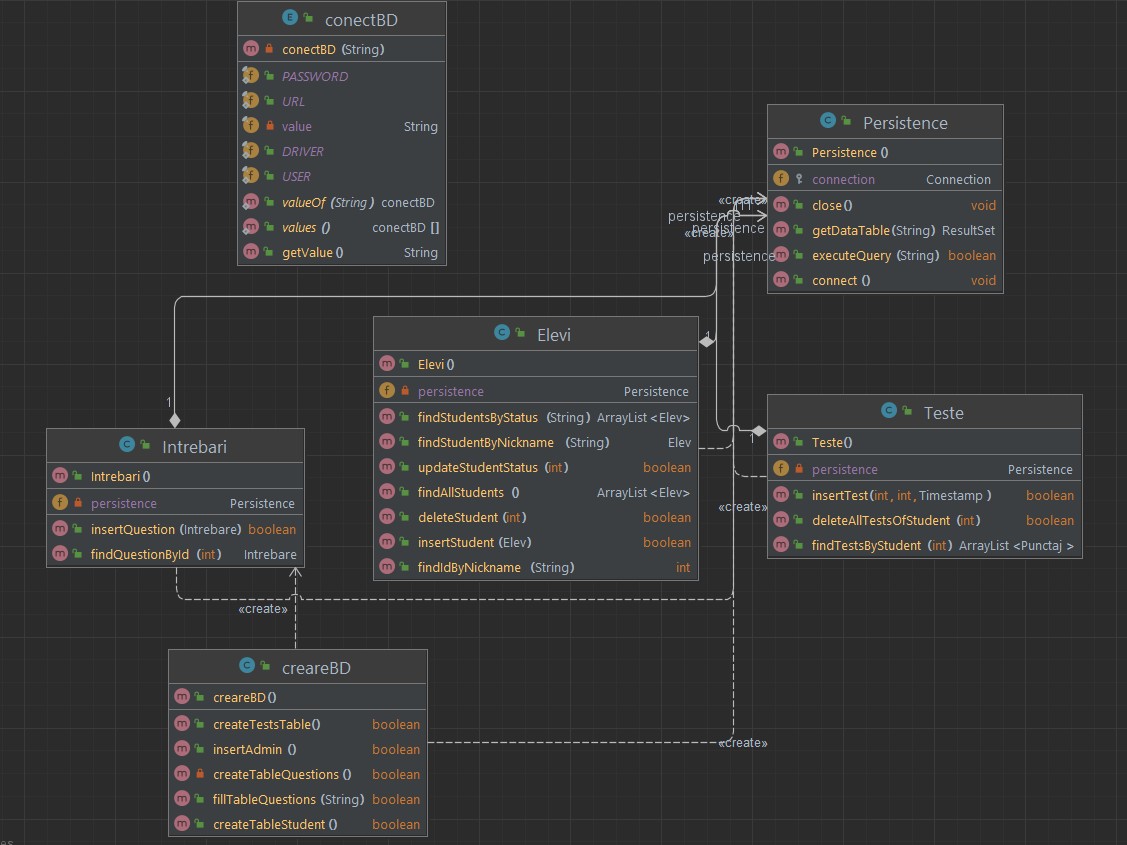 conectBD
conectBD (String)
PASSWORD
URL
value String
DRIVER
USER
valueOf (String) conectBD
values () conectBD []
getValue () String
Persistence
Persistence ()
connection Connection
close() void
getDataTable(String) ResultSet
executeQuery (String) boolean
connect () void
«create»
persistence
persistence
«create»
persistence
1
Elevi
Elevi ()
persistence Persistence
findStudentsByStatus (String) ArrayList <Elev>
findStudentByNickname (String) Elev
updateStudentStatus (int) boolean
findAllStudents () ArrayList <Elev>
deleteStudent (int) boolean
insertStudent (Elev) boolean
findIdByNickname (String) int
1
Teste
Teste()
persistence Persistence
insertTest(int, int, Timestamp ) boolean
deleteAllTestsOfStudent (int) boolean
findTestsByStudent (int) ArrayList <Punctaj >
1
«create»
1
Intrebari
Intrebari ()
persistence Persistence
insertQuestion (Intrebare) boolean
findQuestionById (int) Intrebare
«create»
creareBD
creareBD()
createTestsTable() boolean
insertAdmin () boolean
createTableQuestions () boolean
fillTableQuestions (String) boolean
createTableStudent () boolean
«create»